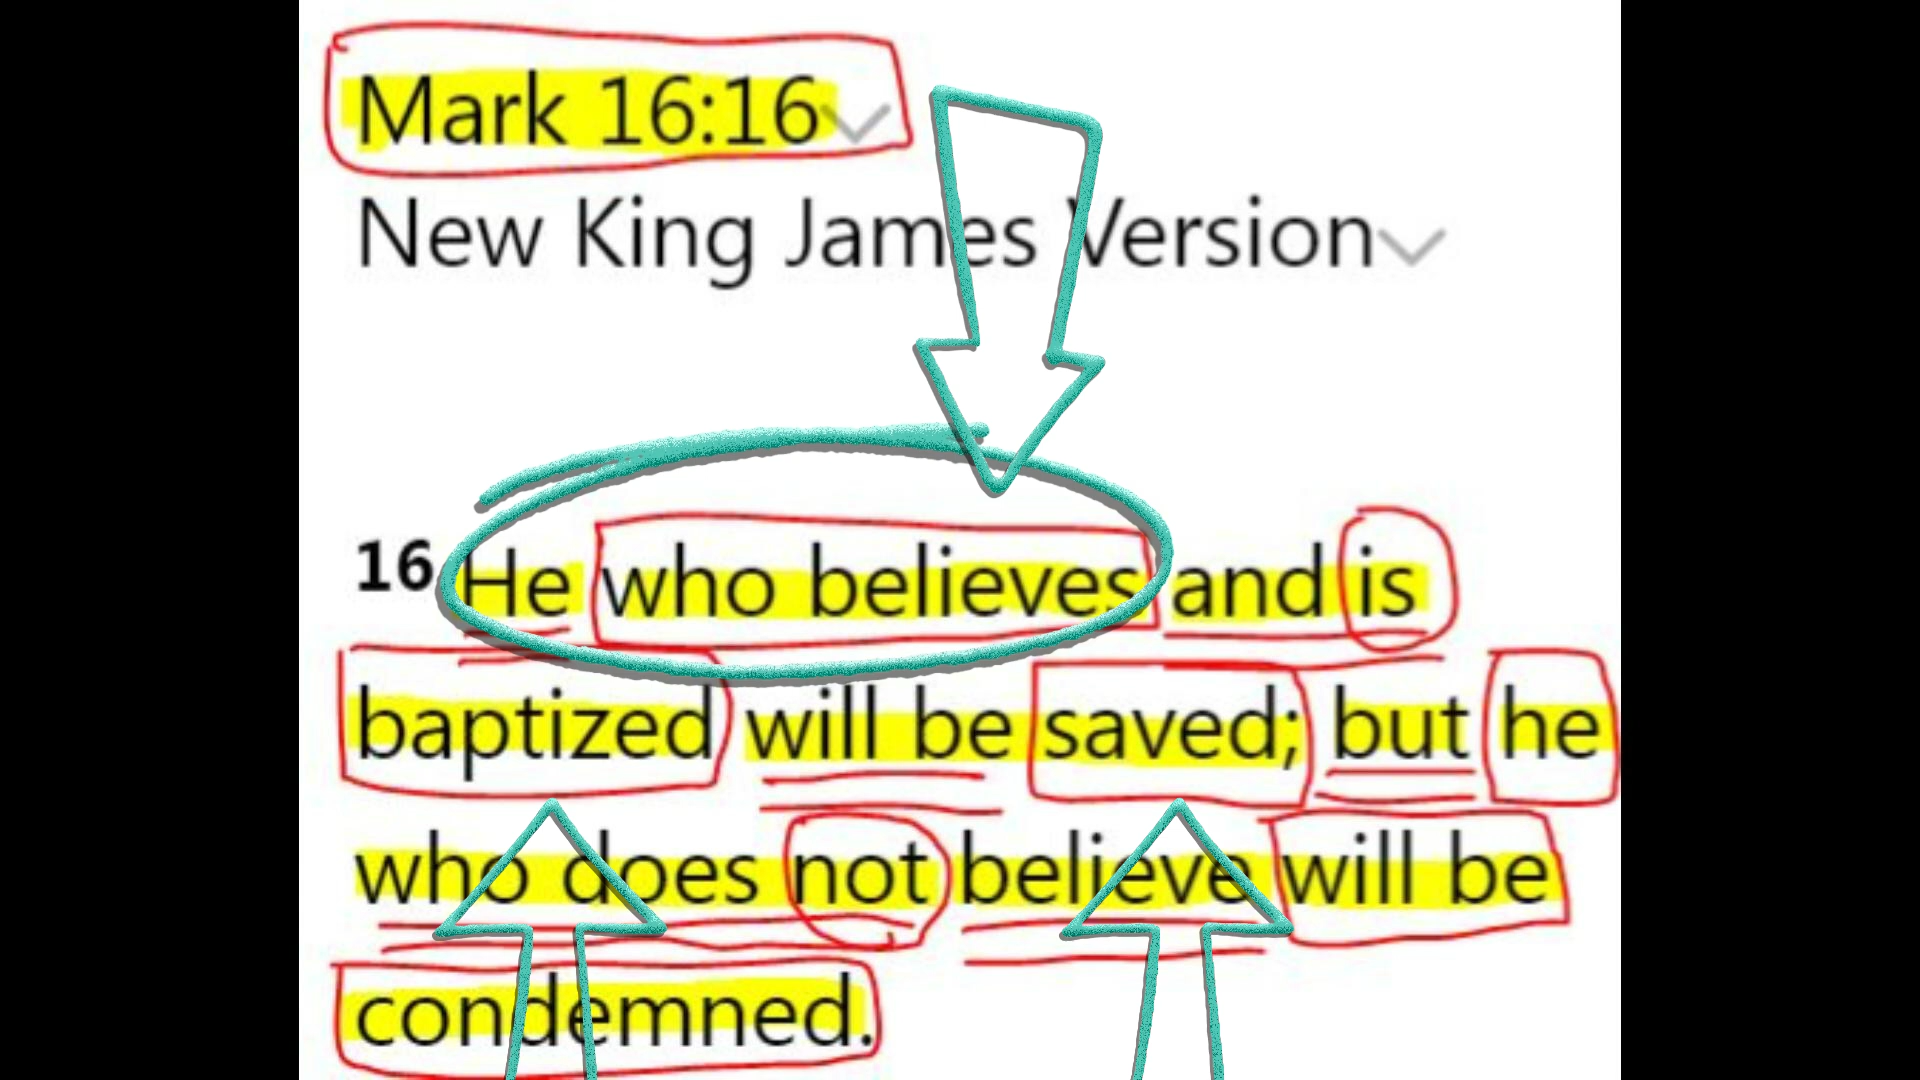 Mark 16:16
New King James Version
16 He who believes and is
baptized will be saved; but he
who does not believe will be
condemned.